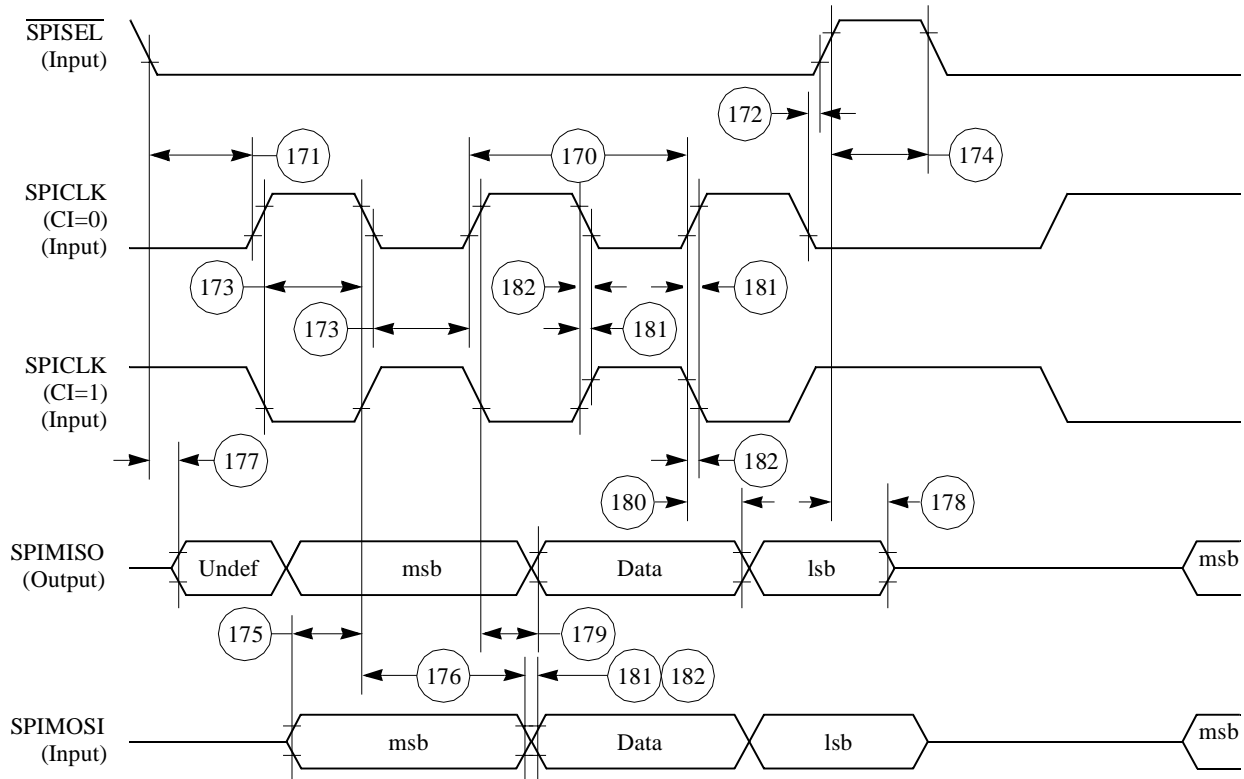 SPISEL
(Input)
172
171
170
174
SPICLK
(CI=0)
(Input)
173
182
181
173
181
SPICLK
(CI=1)
(Input)
177
182
180
178
SPIMISO
(Output)
Undef
msb
Data
lsb
msb
175
179
176
181
182
SPIMOSI
(Input)
msb
Data
lsb
msb